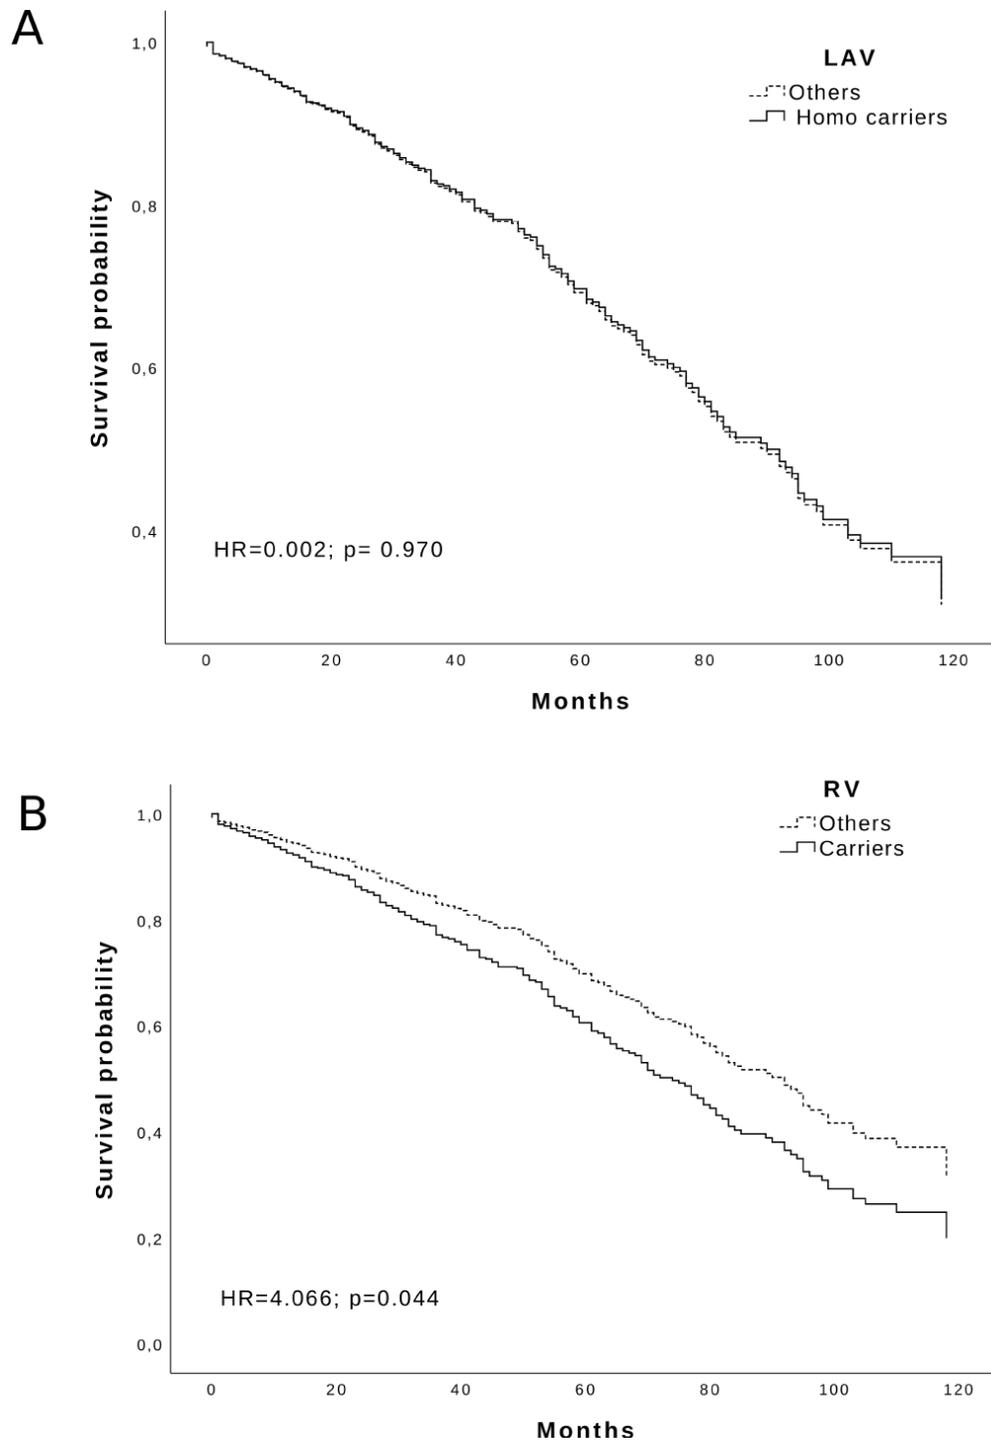 A
LAV
Others
Homo carriers
Survival probability
1,0
0,8
0,6
0,4
HR=0.002; p= 0.970
0 20 40 60 80 100 120
Months
B
RV
Others
Carriers
Survival probability
1,0
0,8
0,6
0,4
0,2
0,0
HR=4.066; p=0.044
0 20 40 60 80 100 120
Months